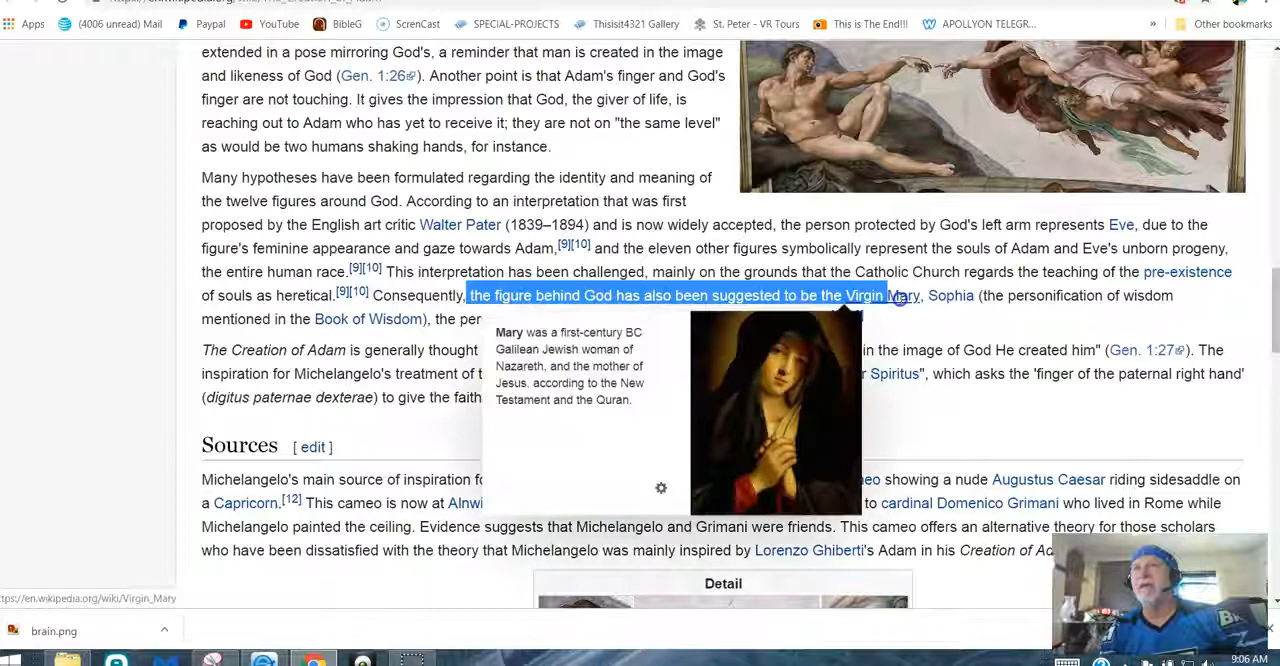 Apps (4006 unread) Mail Paypal YouTube BibleG ScrenCast SPECIAL-PROJECTS Thisisit4321 Gallery St. Peter - VR Tours This is The End!!! APOLLYON TELEGR... » Other bookmarks
extended in a pose mirroring God's, a reminder that man is created in the image
and likeness of God (Gen. 1:26). Another point is that Adam's finger and God's
finger are not touching. It gives the impression that God, the giver of life, is
reaching out to Adam who has yet to receive it; they are not on "the same level"
as would be two humans shaking hands, for instance.
Many hypotheses have been formulated regarding the identity and meaning of
the twelve figures around God. According to an interpretation that was first
proposed by the English art critic Walter Pater (1839–1894) and is now widely accepted, the person protected by God's left arm represents Eve, due to the
figure's feminine appearance and gaze towards Adam,[9][10] and the eleven other figures symbolically represent the souls of Adam and Eve's unborn progeny,
the entire human race.[9][10] This interpretation has been challenged, mainly on the grounds that the Catholic Church regards the teaching of the pre-existence
of souls as heretical.[9][10] Consequently, the figure behind God has also been suggested to be the Virgin Mary, Sophia (the personification of wisdom
mentioned in the Book of Wisdom), the per
Mary was a first-century BC
Galilean Jewish woman of
Nazareth, and the mother of
Jesus, according to the New
Testament and the Quran.
The Creation of Adam is generally thought in the image of God He created him" (Gen. 1:27). The
inspiration for Michelangelo's treatment of t r Spiritus", which asks the 'finger of the paternal right hand'
(digitus paternae dexterae) to give the faith
Sources [ edit ]
Michelangelo's main source of inspiration fo eo showing a nude Augustus Caesar riding sidesaddle on
a Capricorn.[12] This cameo is now at Alnwi to cardinal Domenico Grimani who lived in Rome while
Michelangelo painted the ceiling. Evidence suggests that Michelangelo and Grimani were friends. This cameo offers an alternative theory for those scholars
who have been dissatisfied with the theory that Michelangelo was mainly inspired by Lorenzo Ghiberti's Adam in his Creation of Ad
Detail
ttps://en.wikipedia.org/wiki/Virgin_Mary
brain.png
9:06 AM